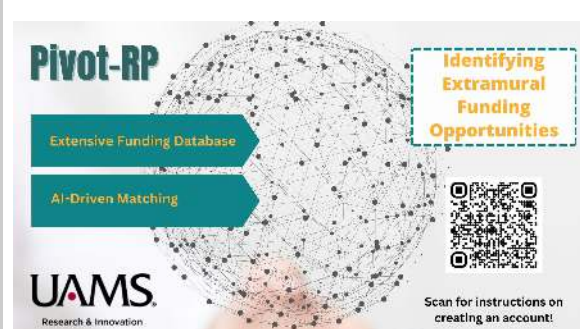 Pivot-RP
Identifying
Extramural
Funding
Opportunities
Extensive Funding Database
AI-Driven Matching
UAMS
Research & Innovation
Scan for instructions on
creating an account!